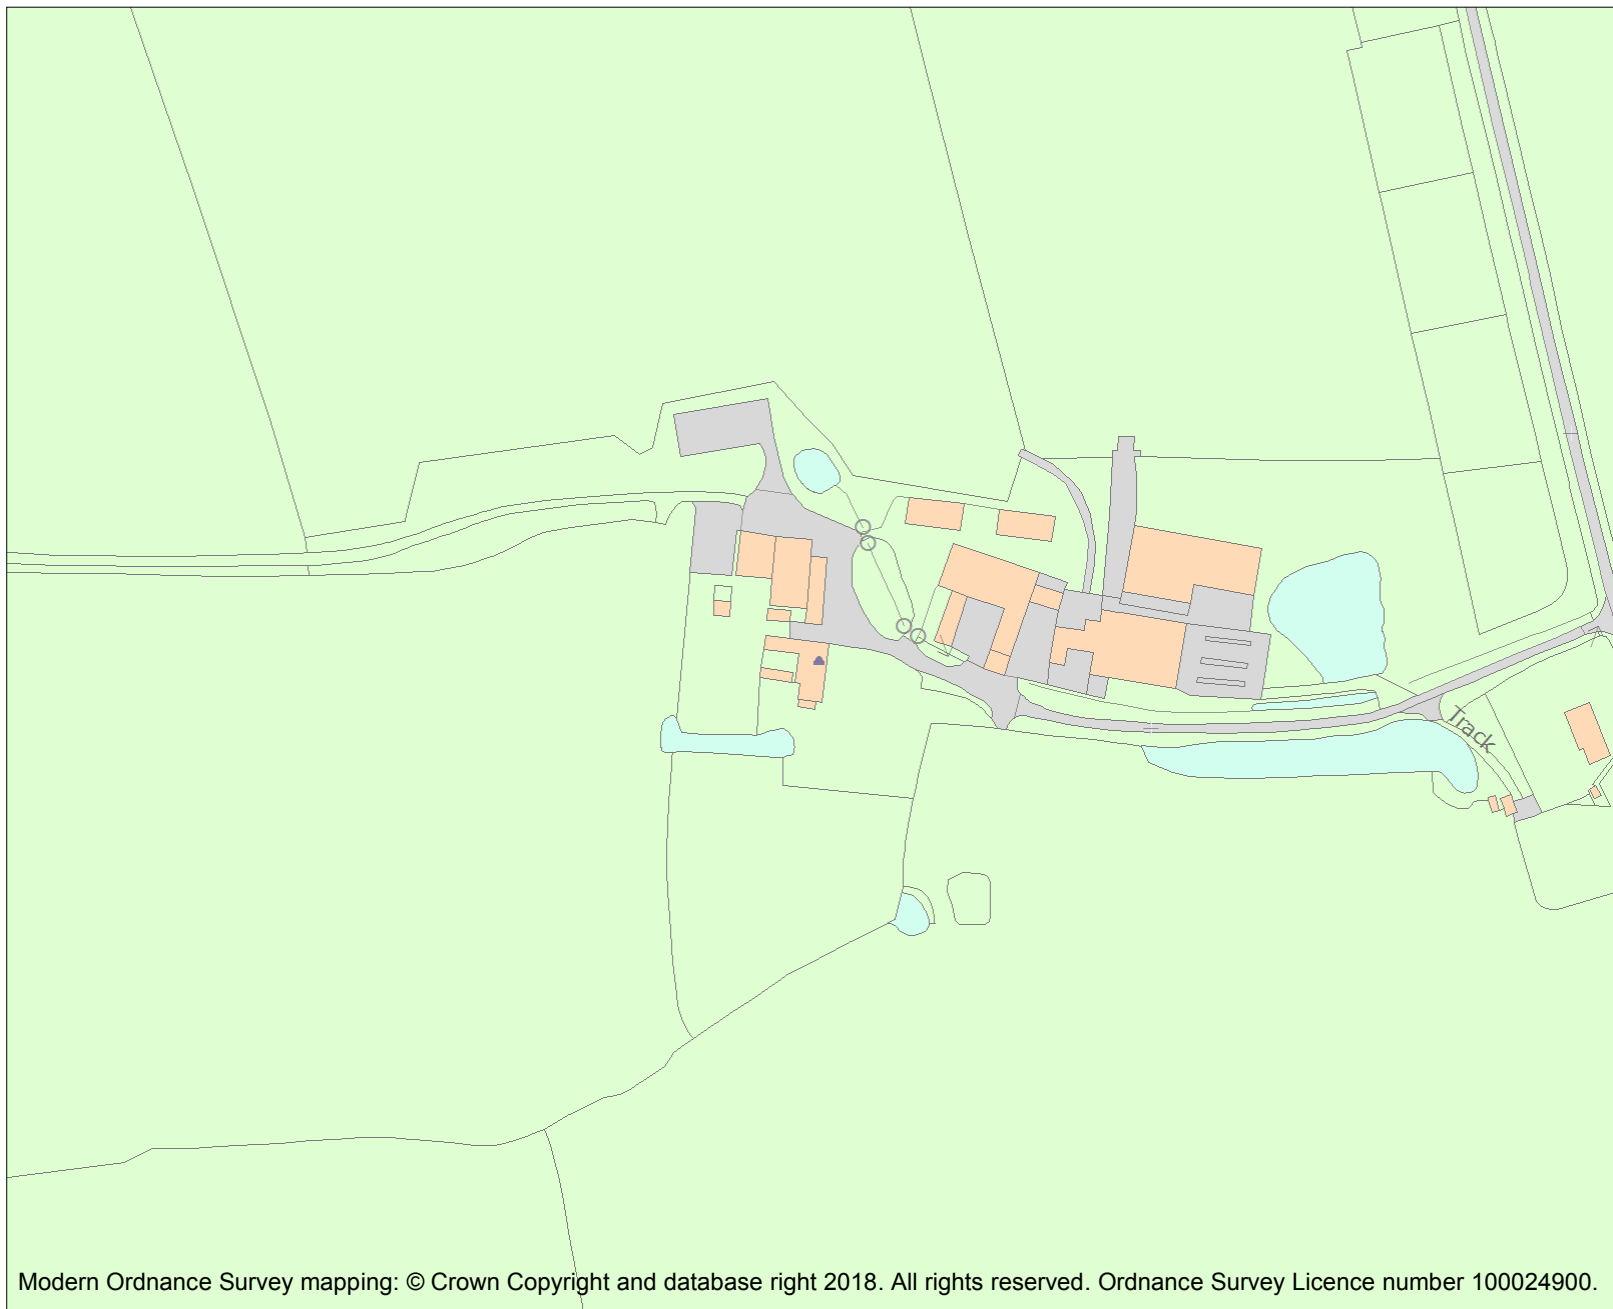 Track
Modern Ordnance Survey mapping: © Crown Copyright and database right 2018. All rights reserved. Ordnance Survey Licence number 100024900.